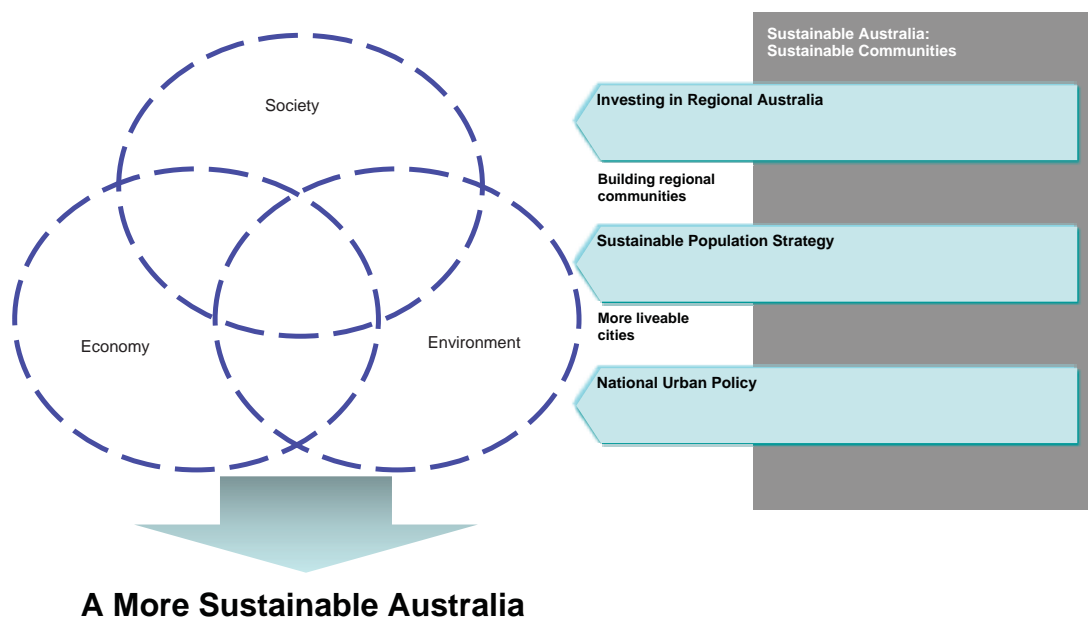 Society
Economy
Environment
Sustainable Australia:
Sustainable Communities
Investing in Regional Australia
Building regional
communities
Sustainable Population Strategy
More liveable
cities
National Urban Policy
A More Sustainable Australia